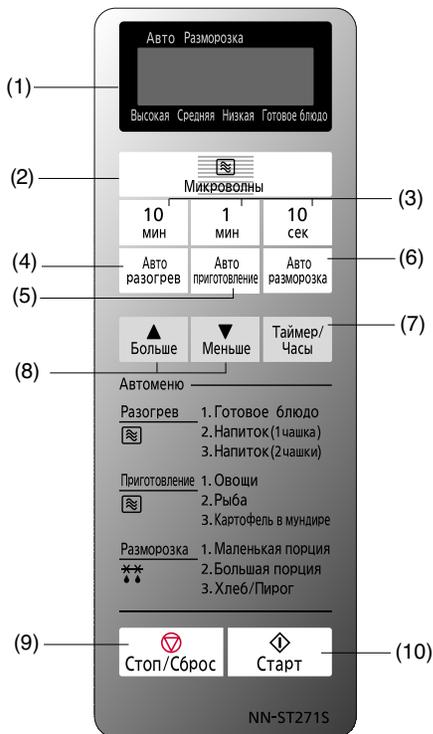 Авто Разморозка
(1)
Высокая Средняя Низкая Готовое блюдо
(2)
Микроволны
(3)
10 мин
1 мин
10 сек
(4)
Авто разогрев
(5)
Авто приготовление
(6)
Авто разморозка
(7)
Больше
Меньше
Таймер/Часы
(8)
Автоменю
Разогрев 1. Готовое блюдо
2. Напиток (1 чашка)
3. Напиток (2 чашки)
Приготовление 1. Овощи
2. Рыба
3. Картофель в мундире
Разморозка 1. Маленькая порция
2. Большая порция
3. Хлеб/Пирог
(9)
Стоп/Сброс
Старт
(10)
NN-ST271S